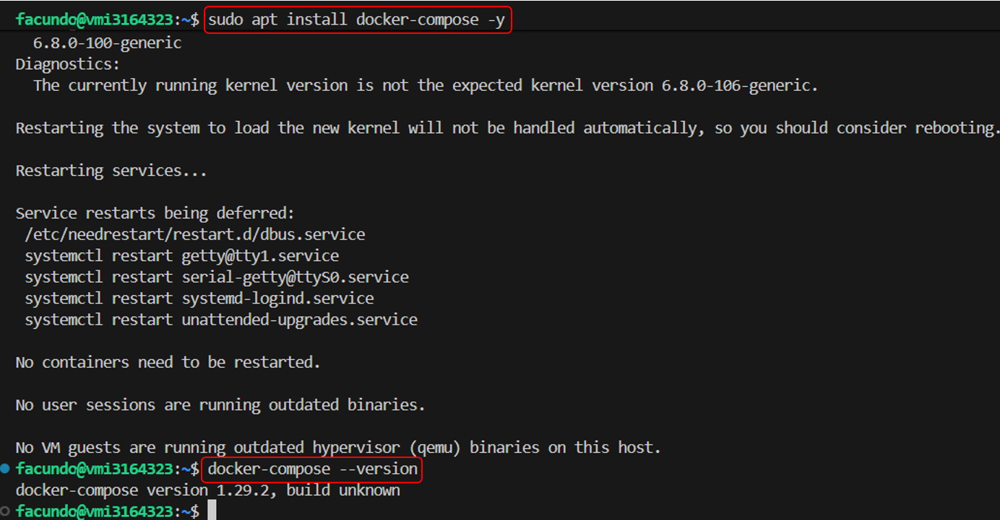 facundo@vmi3164323:~$ sudo apt install docker-compose -y
6.8.0-100-generic
Diagnostics:
The currently running kernel version is not the expected kernel version 6.8.0-106-generic.
Restarting the system to load the new kernel will not be handled automatically, so you should consider rebooting.
Restarting services...
Service restarts being deferred:
/etc/needrestart/restart.d/dbus.service
systemctl restart getty@tty1.service
systemctl restart serial-getty@ttyS0.service
systemctl restart systemd-logind.service
systemctl restart unattended-upgrades.service
No containers need to be restarted.
No user sessions are running outdated binaries.
No VM guests are running outdated hypervisor (qemu) binaries on this host.
facundo@vmi3164323:~$ docker-compose --version
docker-compose version 1.29.2, build unknown
facundo@vmi3164323:~$